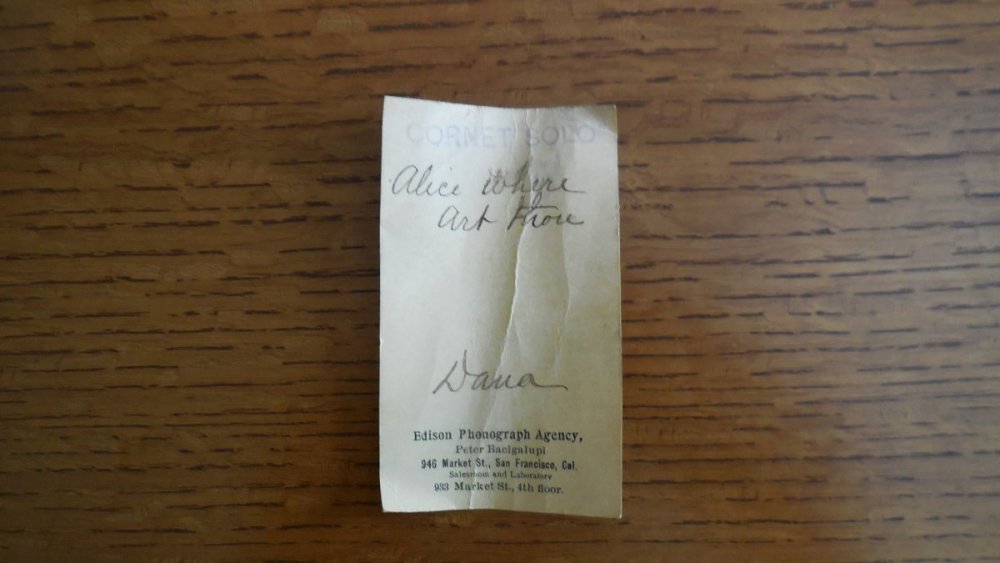 CORNET SOLO
Alice where
Art thou
Dana
Edison Phonograph Agency,
Peter Bacigalupi
946 Market St., San Francisco, Cal.
Salesroom and Laboratory
933 Market St., 4th floor.